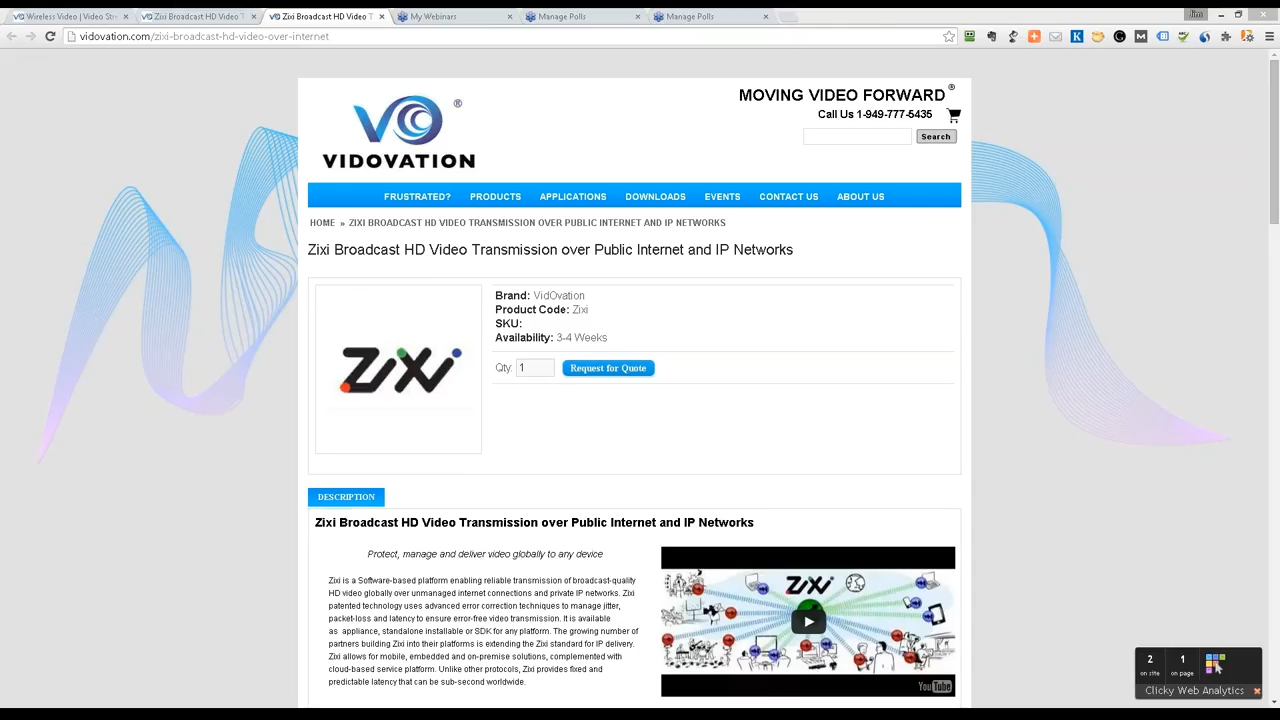 Wireless Video | Video Stre
Zixi Broadcast HD Video T
Zixi Broadcast HD Video T
My Webinars
Manage Polls
Manage Polls
Jim
vidovation.com/zixi-broadcast-hd-video-over-internet
MOVING VIDEO FORWARD ®
Call Us 1-949-777-5435
VO ®
VIDOVATION
Search
FRUSTRATED? PRODUCTS APPLICATIONS DOWNLOADS EVENTS CONTACT US ABOUT US
HOME » ZIXI BROADCAST HD VIDEO TRANSMISSION OVER PUBLIC INTERNET AND IP NETWORKS
Zixi Broadcast HD Video Transmission over Public Internet and IP Networks
ZiXi
Brand: VidOvation
Product Code: Zixi
SKU:
Availability: 3-4 Weeks
Qty: 1 Request for Quote
DESCRIPTION
Zixi Broadcast HD Video Transmission over Public Internet and IP Networks
Protect, manage and deliver video globally to any device
Zixi is a Software-based platform enabling reliable transmission of broadcast-quality
HD video globally over unmanaged internet connections and private IP networks. Zixi
patented technology uses advanced error correction techniques to manage jitter,
packet-loss and latency to ensure error-free video transmission. It is available
as appliance, standalone installable or SDK for any platform. The growing number of
partners building Zixi into their platforms is extending the Zixi standard for IP delivery.
Zixi allows for mobile, embedded and on-premise solutions, complemented with
cloud-based service platform. Unlike other protocols, Zixi provides fixed and
predictable latency that can be sub-second worldwide.
ZiXi
YouTube
2 1
on site on page
Clicky Web Analytics